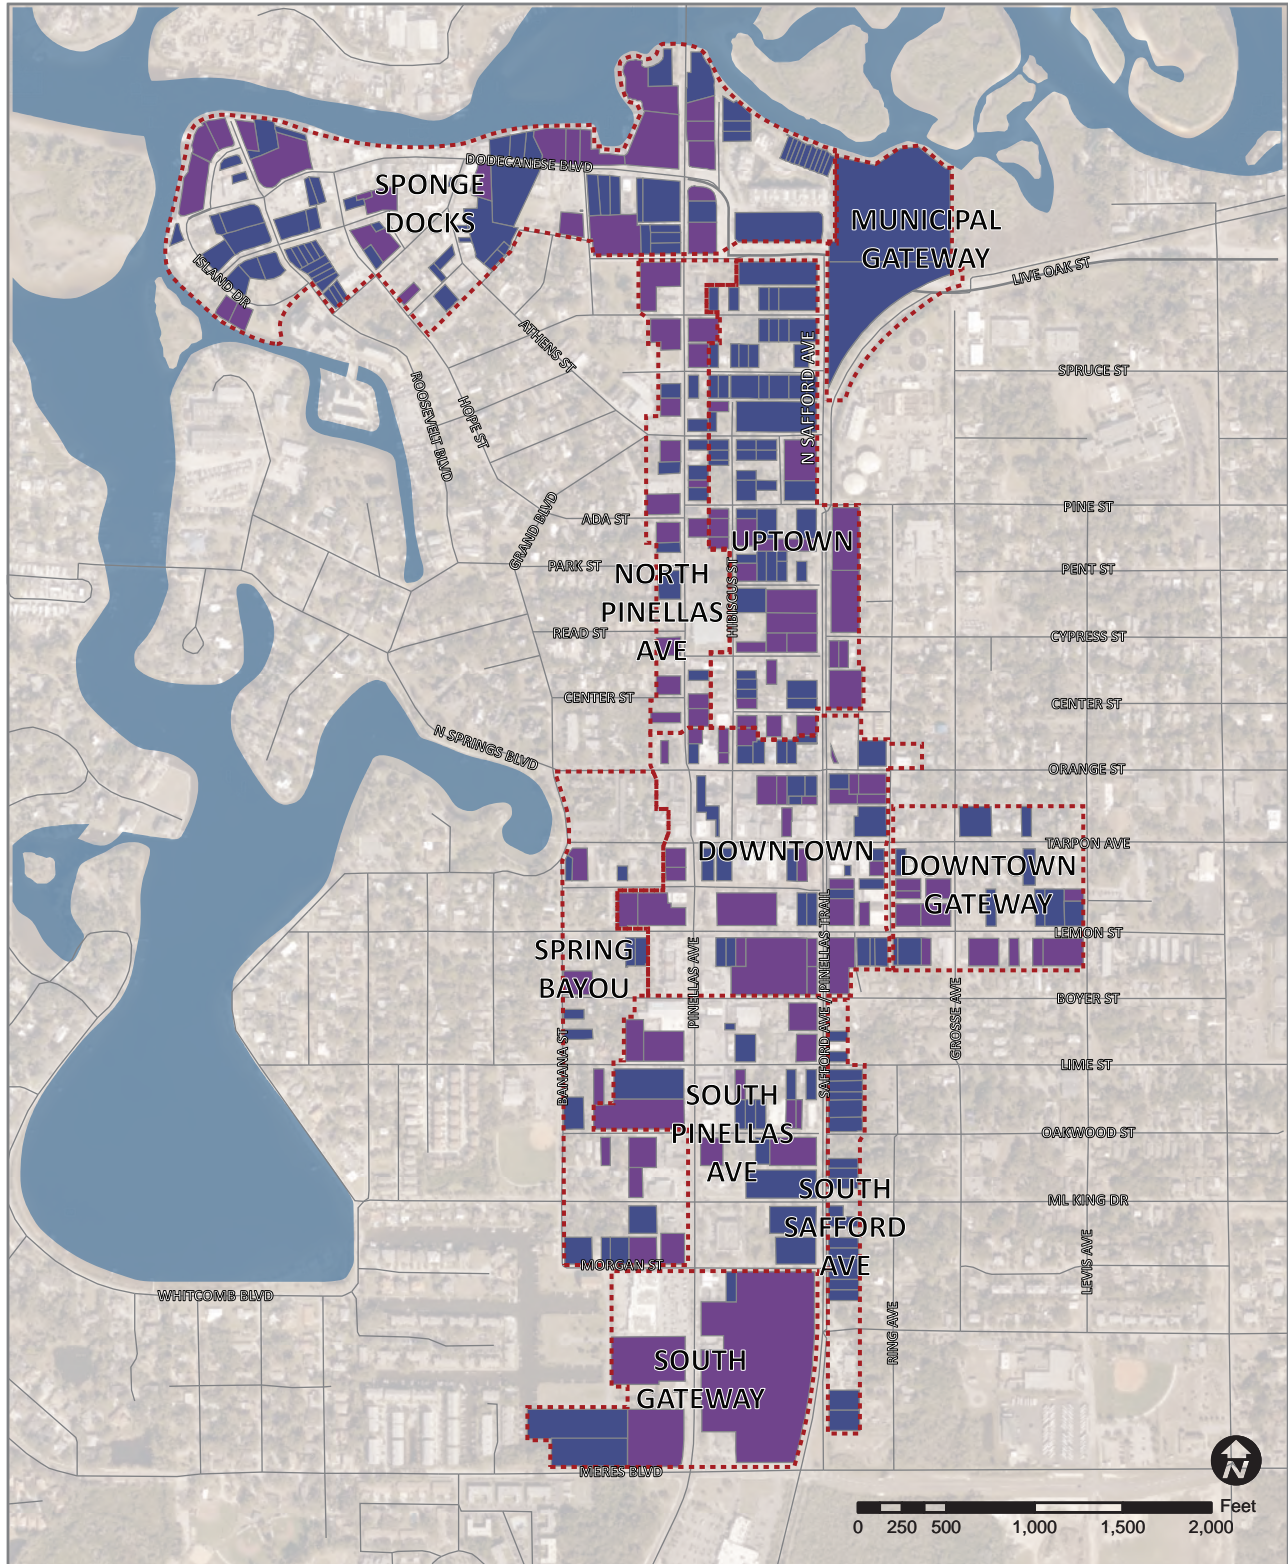 DODECANESE BLVD
SPONGE
DOCKS
MUNICIPAL
GATEWAY
ISLAND DR
LIVE OAK ST
ATHENS ST
N SAFFORD AVE
SPRUCE ST
ROOSEVELT BLVD
HOPE ST
GRAND BLVD
ADA ST
PINE ST
UPTOWN
PARK ST
NORTH
PINELLAS
AVE
HIBISCUS ST
PENT ST
READ ST
CYPRESS ST
CENTER ST
CENTER ST
N SPRINGS BLVD
ORANGE ST
TARPON AVE
DOWNTOWN
DOWNTOWN
GATEWAY
LEMON ST
SPRING
BAYOU
PINELLAS AVE
SAFFORD AVE / PINELLAS TRAIL
BOYER ST
GROSSE AVE
BANANA ST
LIME ST
SOUTH
PINELLAS
AVE
OAKWOOD ST
SOUTH
SAFFORD
AVE
ML KING DR
LEVIS AVE
MORGAN ST
WHITCOMB BLVD
RING AVE
SOUTH
GATEWAY
MERES BLVD
N
Feet
0 250 500 1,000 1,500 2,000